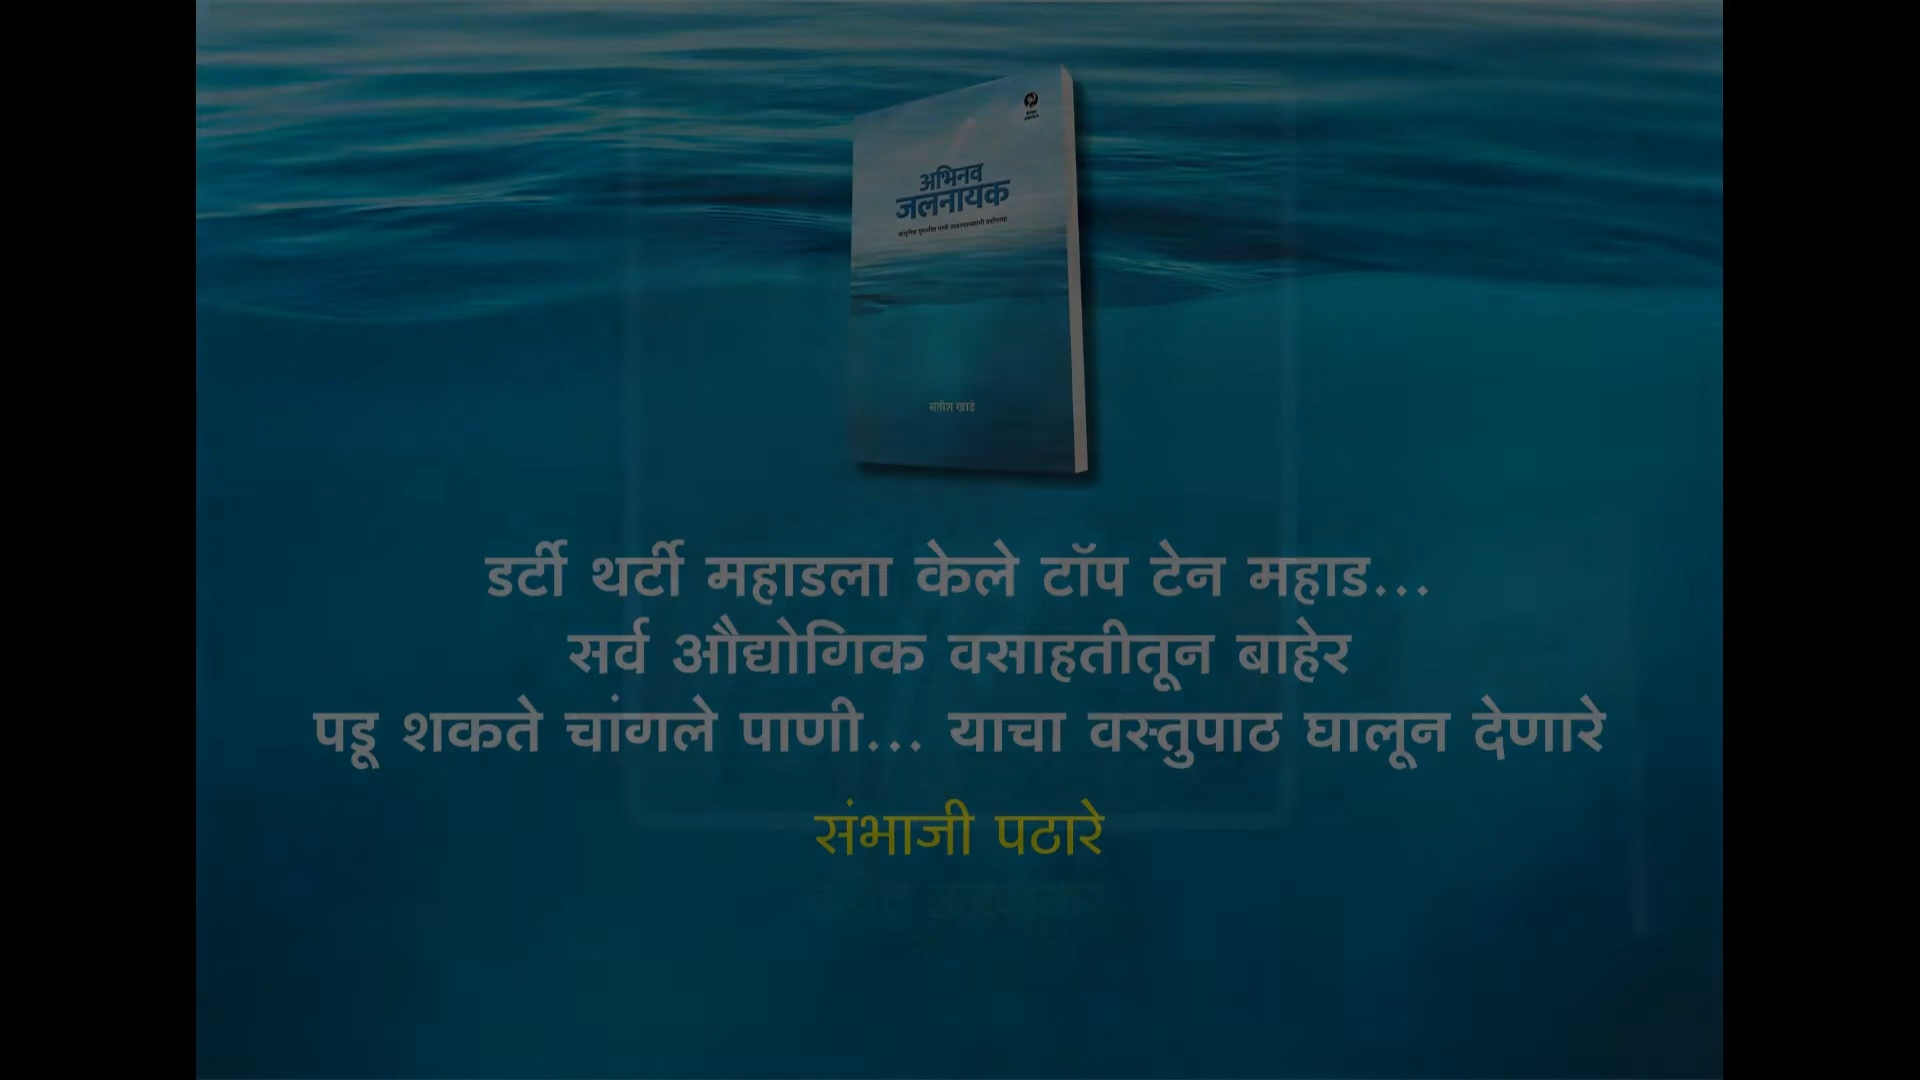 अभिनव
जलनायक
सतीश खाडे
डर्टी थर्टी महाडला केले टॉप टेन महाड...
सर्व औद्योगिक वसाहतीतून बाहेर
पडू शकते चांगले पाणी... याचा वस्तुपाठ घालून देणारे
संभाजी पठारे